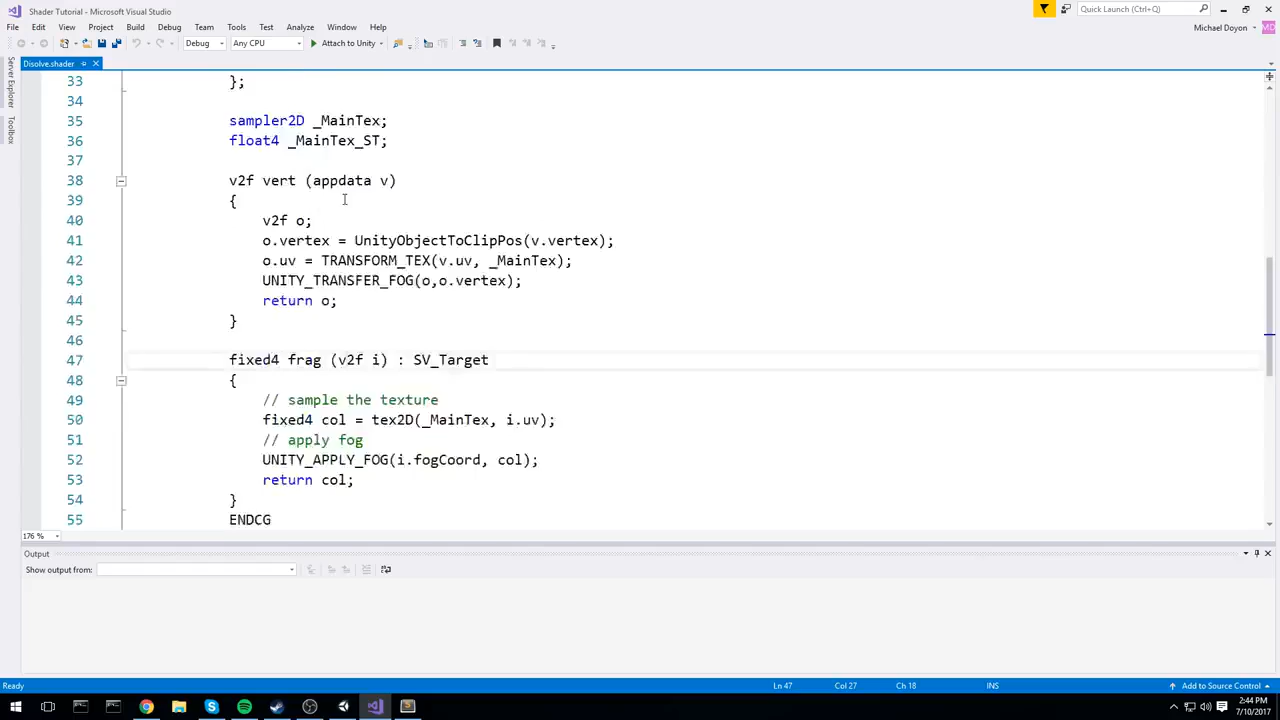 Shader Tutorial - Microsoft Visual Studio
Quick Launch (Ctrl+Q)
File Edit View Project Build Debug Team Tools Test Analyze Window Help
Michael Doyon
MD
Debug Any CPU Attach to Unity
Disolve.shader
Server Explorer
Toolbox
33 };
34
35 sampler2D _MainTex;
36 float4 _MainTex_ST;
37
38 v2f vert (appdata v)
39 {
40 v2f o;
41 o.vertex = UnityObjectToClipPos(v.vertex);
42 o.uv = TRANSFORM_TEX(v.uv, _MainTex);
43 UNITY_TRANSFER_FOG(o,o.vertex);
44 return o;
45 }
46
47 fixed4 frag (v2f i) : SV_Target
48 {
49 // sample the texture
50 fixed4 col = tex2D(_MainTex, i.uv);
51 // apply fog
52 UNITY_APPLY_FOG(i.fogCoord, col);
53 return col;
54 }
55 ENDCG
176 %
Output
Show output from:
Ready
Ln 47 Col 27 Ch 18 INS
Add to Source Control
2:44 PM
7/10/2017